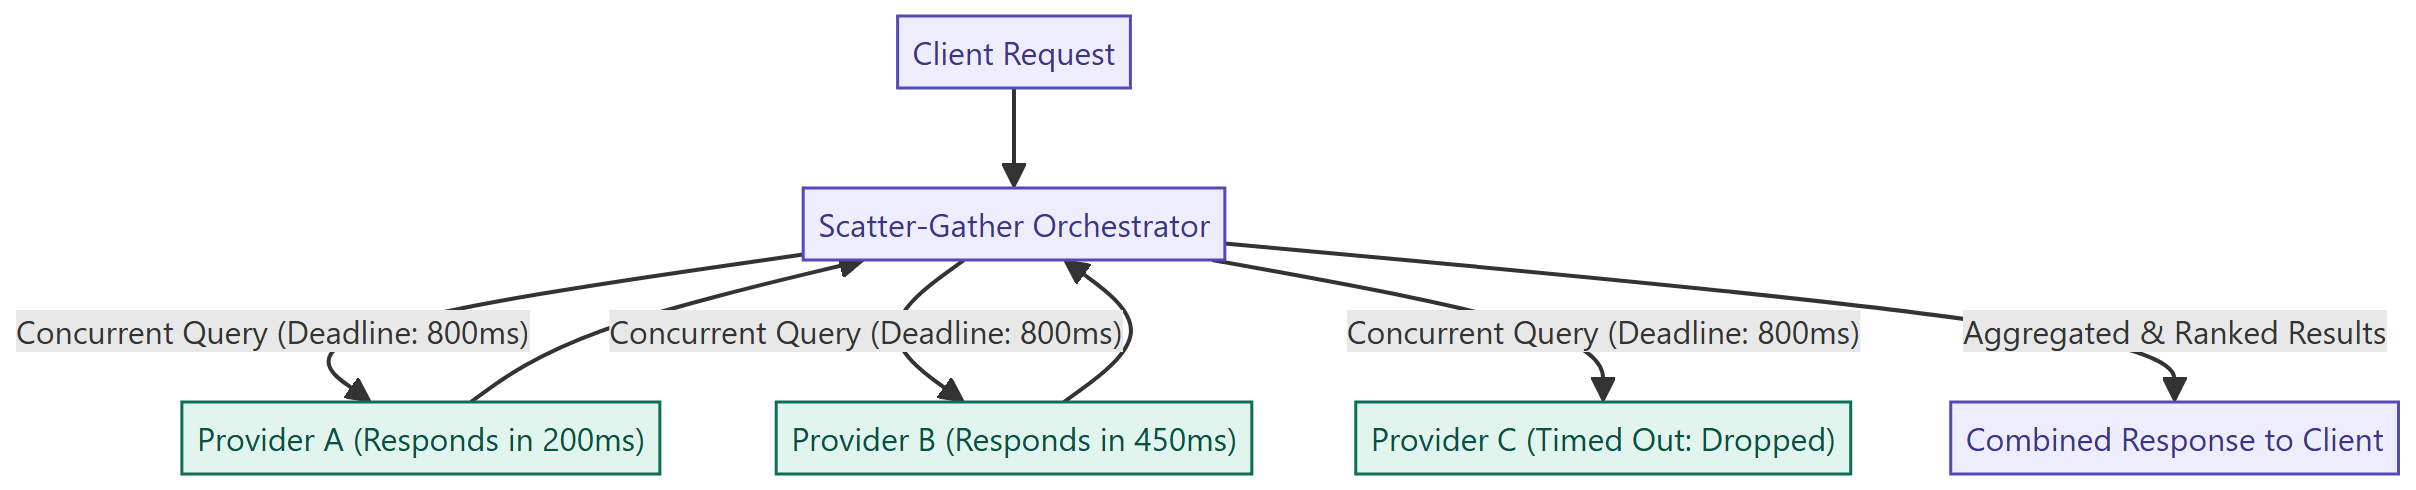 Client Request
Scatter-Gather Orchestrator
Concurrent Query (Deadline: 800ms)
Concurrent Query (Deadline: 800ms)
Concurrent Query (Deadline: 800ms)
Aggregated & Ranked Results
Provider A (Responds in 200ms)
Provider B (Responds in 450ms)
Provider C (Timed Out: Dropped)
Combined Response to Client